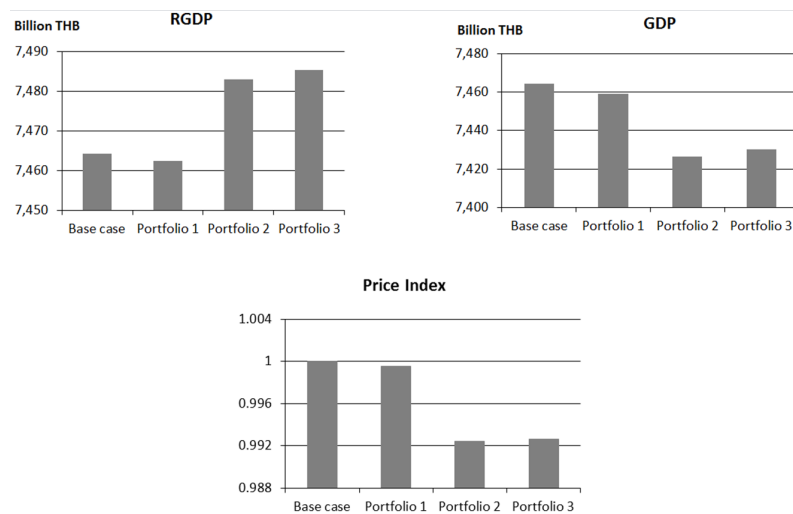 RGDP
Billion THB
7,490
7,480
7,470
7,460
7,450
Base case Portfolio 1 Portfolio 2 Portfolio 3
GDP
Billion THB
7,480
7,460
7,440
7,420
7,400
Base case Portfolio 1 Portfolio 2 Portfolio 3
Price Index
1.004
1
0.996
0.992
0.988
Base case Portfolio 1 Portfolio 2 Portfolio 3